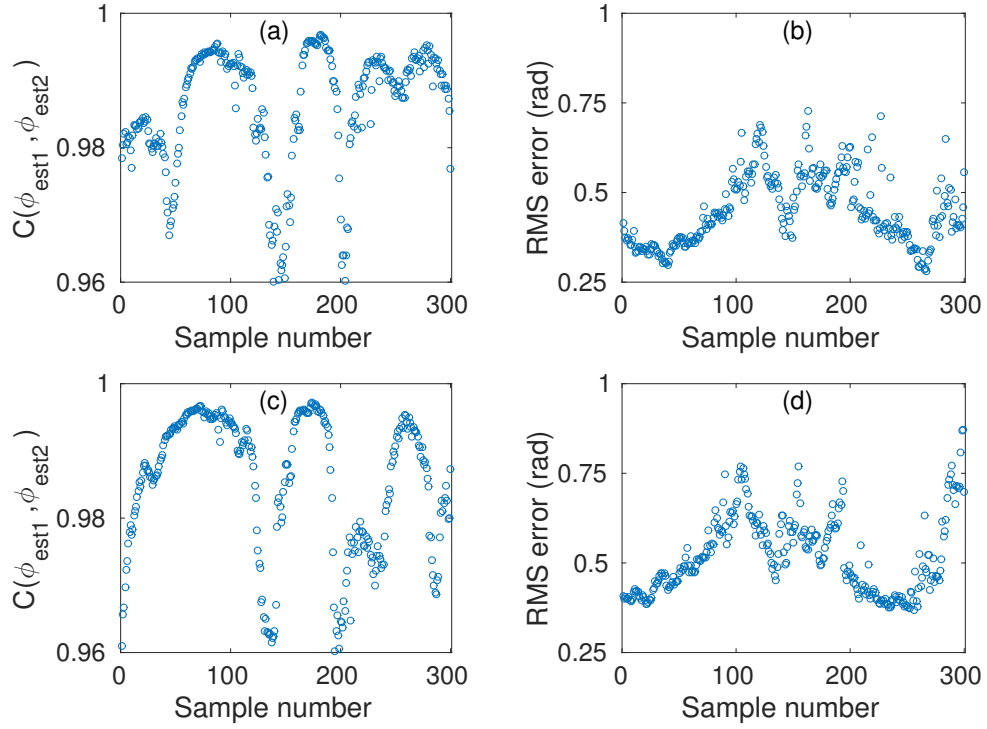 (a)
1
0.98
0.96
C(ϕest1 , ϕest2)
0 100 200 300
Sample number
(b)
1
0.75
0.5
0.25
RMS error (rad)
0 100 200 300
Sample number
(c)
1
0.98
0.96
C(ϕest1 , ϕest2)
0 100 200 300
Sample number
(d)
1
0.75
0.5
0.25
RMS error (rad)
0 100 200 300
Sample number